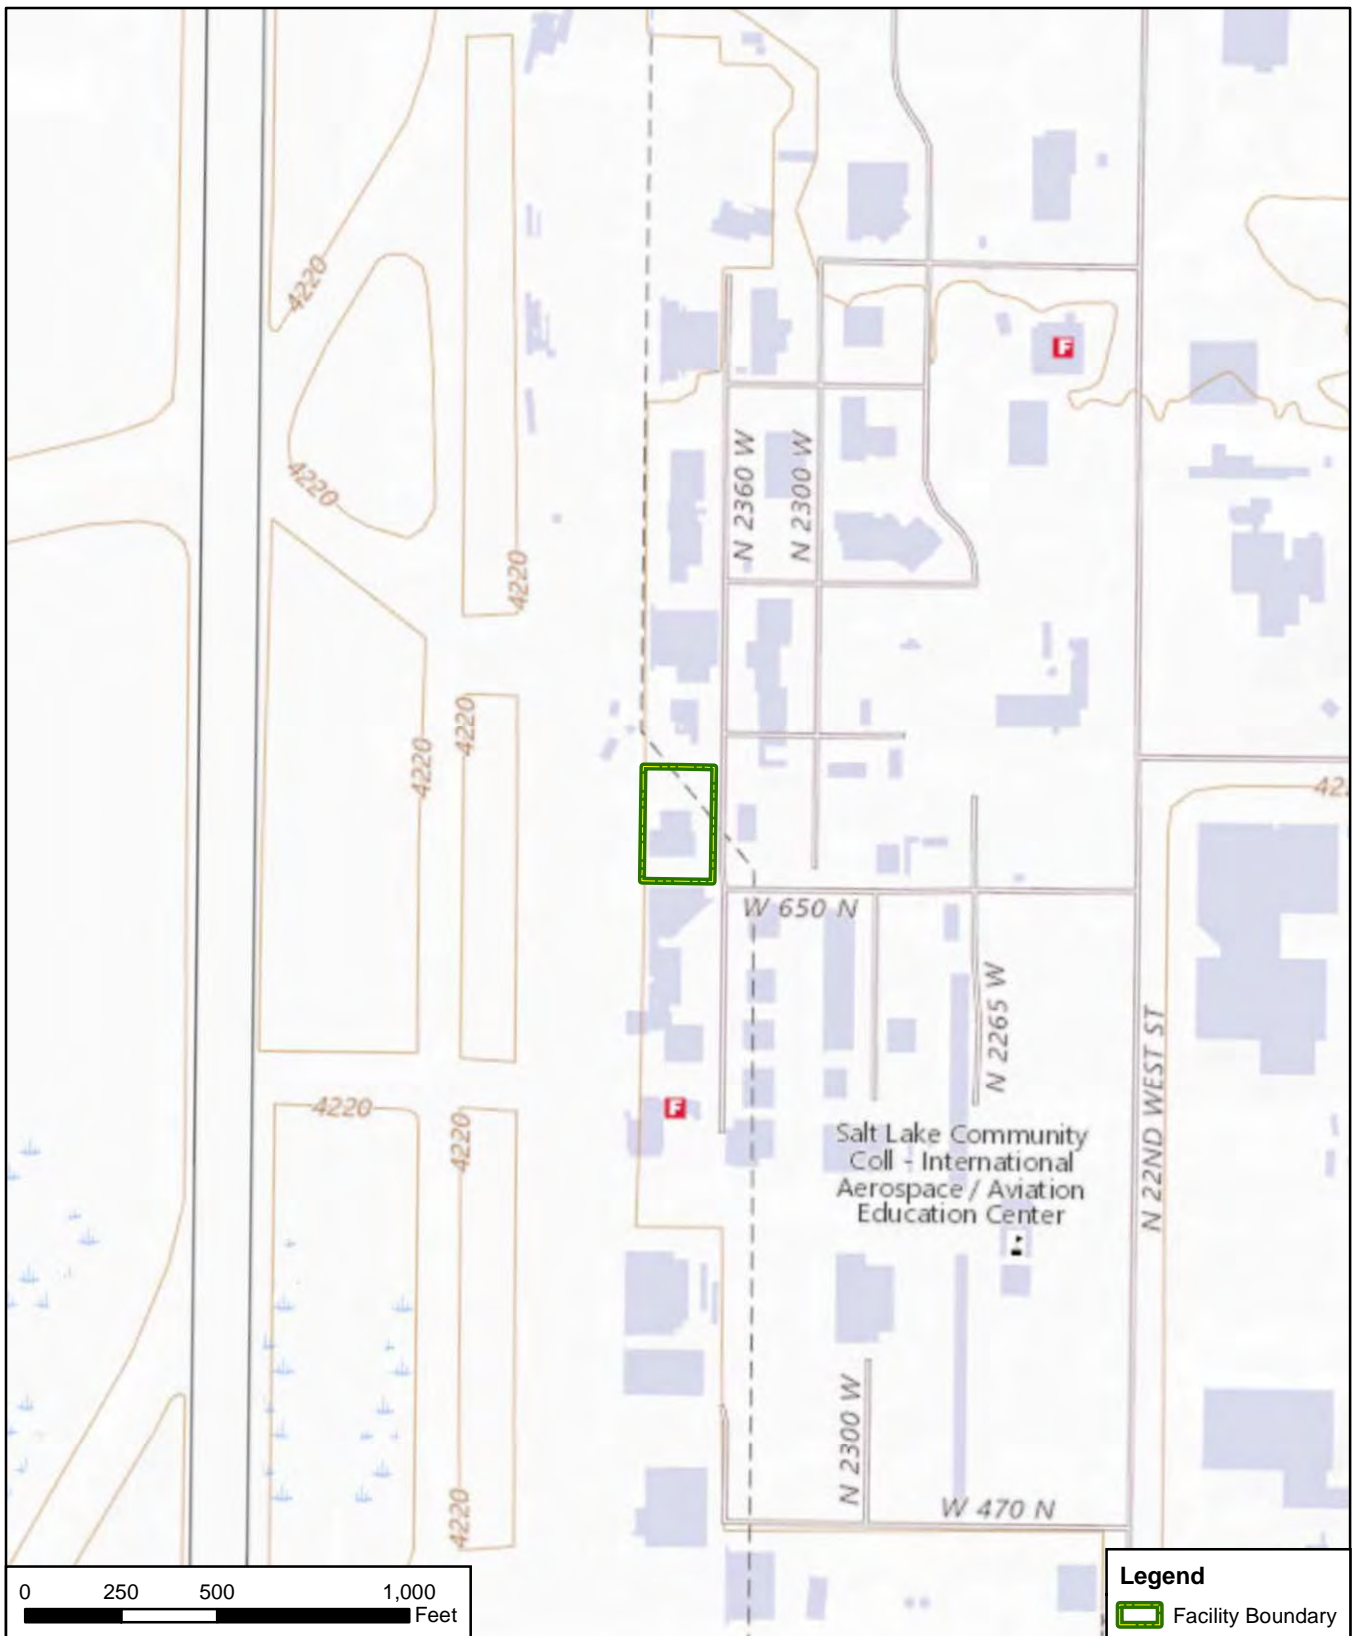 4220
F
4220
N 2360 W
N 2300 W
4220
4220
4220
42
W 650 N
N 2265 W
N 22ND WEST ST
4220
4220
F
Salt Lake Community
Coll - International
Aerospace / Aviation
Education Center
N 2300 W
4220
W 470 N
0 250 500 1,000
Feet
Legend
Facility Boundary